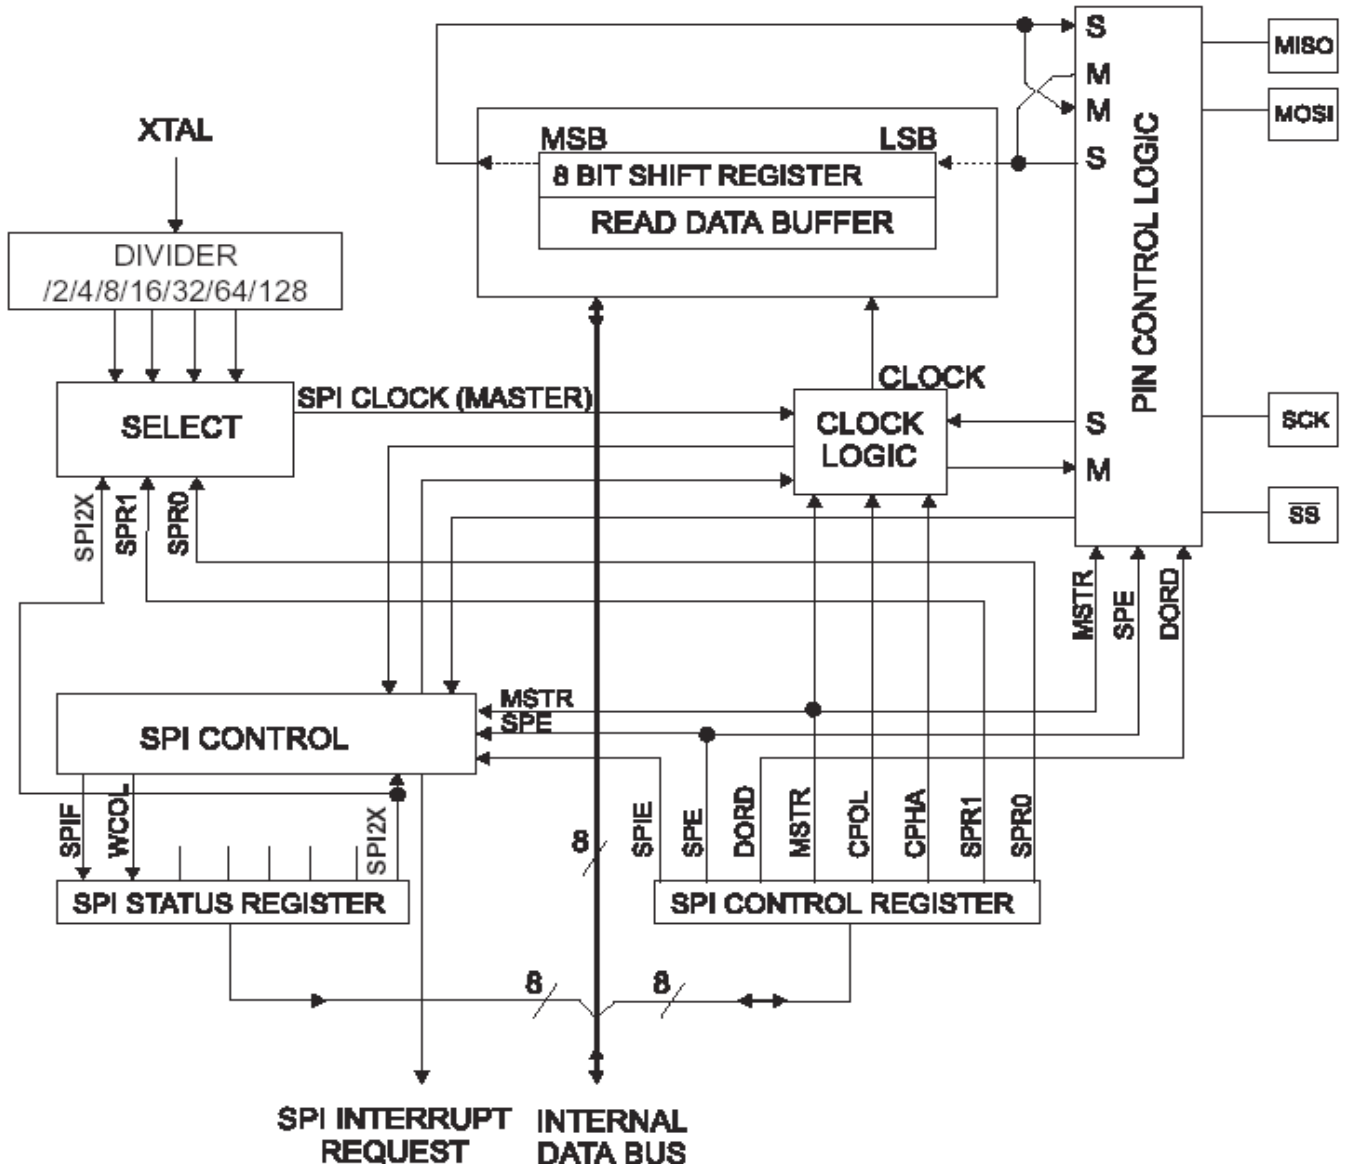 S
MISO
M
M
MOSI
S
XTAL
MSB
LSB
8 BIT SHIFT REGISTER
READ DATA BUFFER
PIN CONTROL LOGIC
DIVIDER
/2/4/8/16/32/64/128
SPI CLOCK (MASTER)
CLOCK
SELECT
CLOCK
LOGIC
S
M
SCK
SS
SPI2X
SPR1
SPR0
MSTR
SPE
DORD
MSTR
SPE
SPI CONTROL
SPIF
WCOL
SPI2X
8
SPIE
SPE
DORD
MSTR
CPOL
CPHA
SPR1
SPR0
SPI STATUS REGISTER
SPI CONTROL REGISTER
8
8
SPI INTERRUPT
REQUEST
INTERNAL
DATA BUS